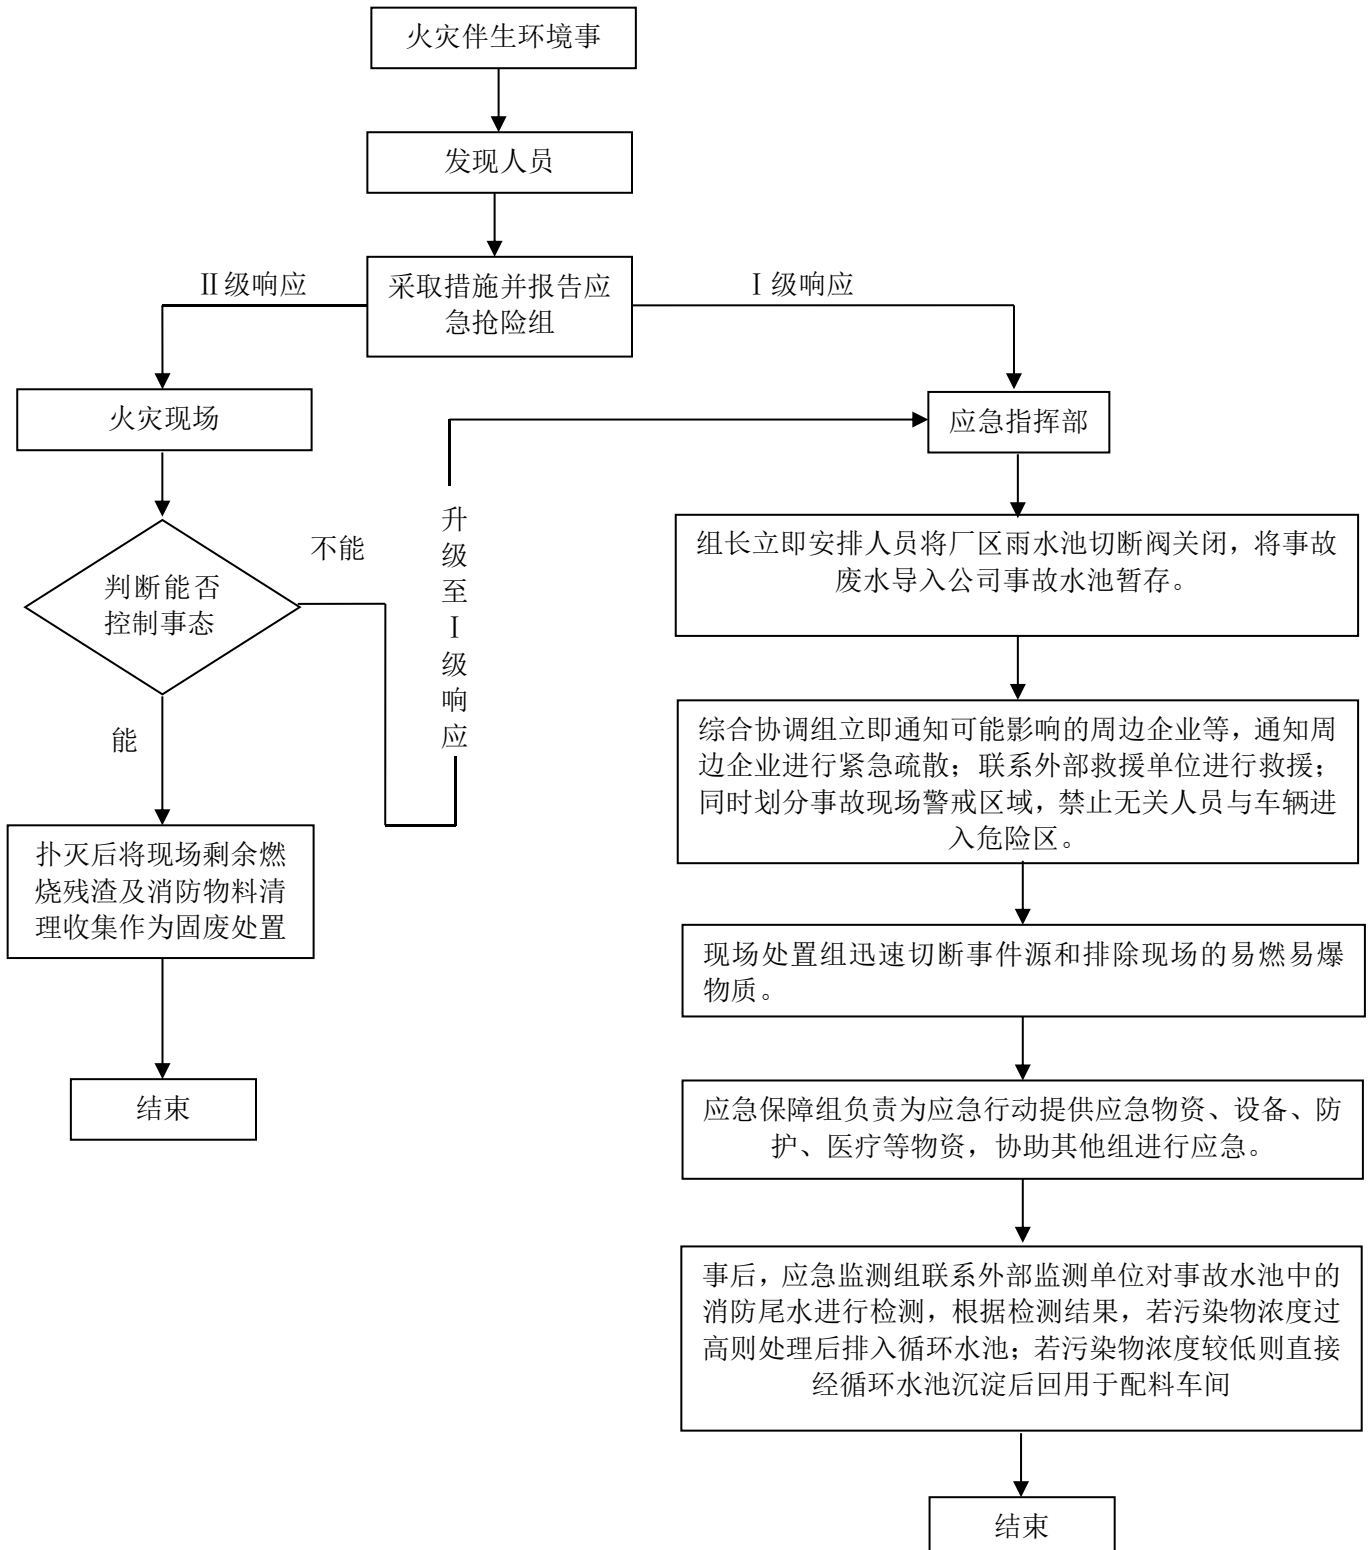 火灾伴生环境事
发现人员
Ⅱ级响应
采取措施并报告应
急抢险组
Ⅰ级响应
火灾现场
应急指挥部
判断能否
控制事态
不能
升级至Ⅰ级响应
组长立即安排人员将厂区雨水池切断阀关闭，将事故
废水导入公司事故水池暂存。
能
综合协调组立即通知可能影响的周边企业等，通知周
边企业进行紧急疏散；联系外部救援单位进行救援；
同时划分事故现场警戒区域，禁止无关人员与车辆进
入危险区。
扑灭后将现场剩余燃
烧残渣及消防物料清
理收集作为固废处置
现场处置组迅速切断事件源和排除现场的易燃易爆
物质。
结束
应急保障组负责为应急行动提供应急物资、设备、防
护、医疗等物资，协助其他组进行应急。
事后，应急监测组联系外部监测单位对事故水池中的
消防尾水进行检测，根据检测结果，若污染物浓度过
高则处理后排入循环水池；若污染物浓度较低则直接
经循环水池沉淀后回用于配料车间
结束